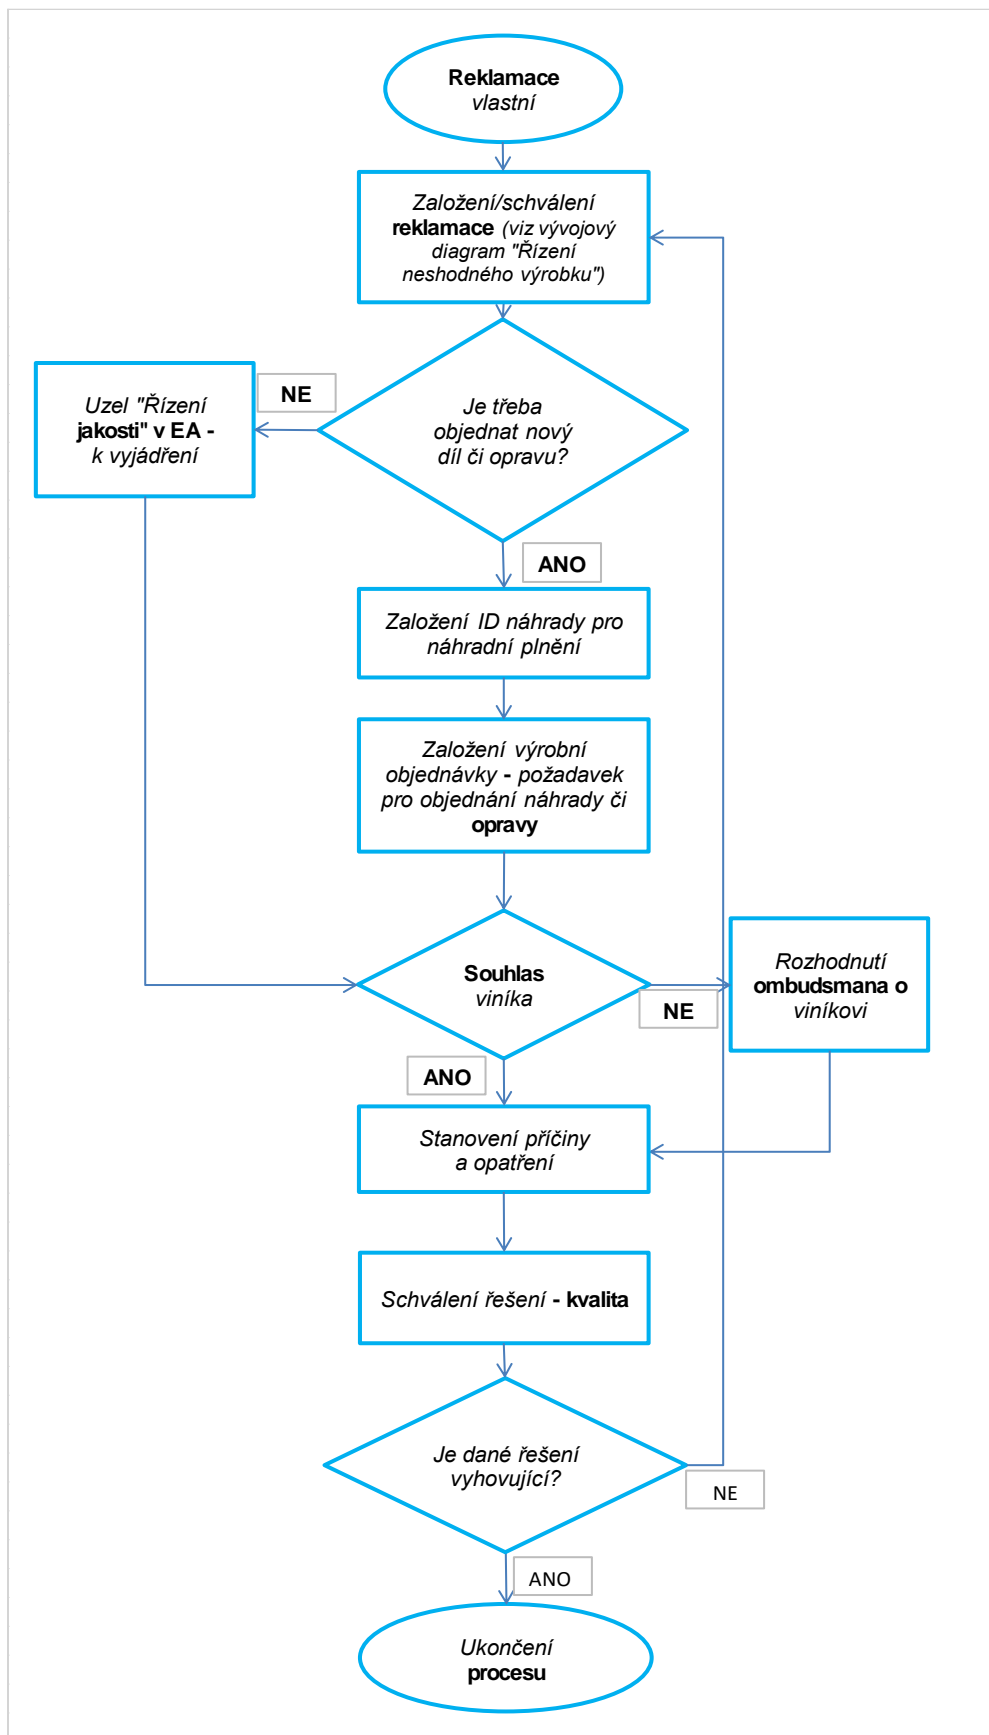 Reklamace
vlastní
Založení/schválení
reklamace (viz vývojový
diagram "Řízení
neshodného výrobku")
Uzel "Řízení
jakosti" v EA -
k vyjádření
NE
Je třeba
objednat nový
díl či opravu?
ANO
Založení ID náhrady pro
náhradní plnění
Založení výrobní
objednávky - požadavek
pro objednání náhrady či
opravy
Souhlas
viníka
NE
Rozhodnutí
ombudsmana o
viníkovi
ANO
Stanovení příčiny
a opatření
Schválení řešení - kvalita
Je dané řešení
vyhovující?
NE
ANO
Ukončení
procesu